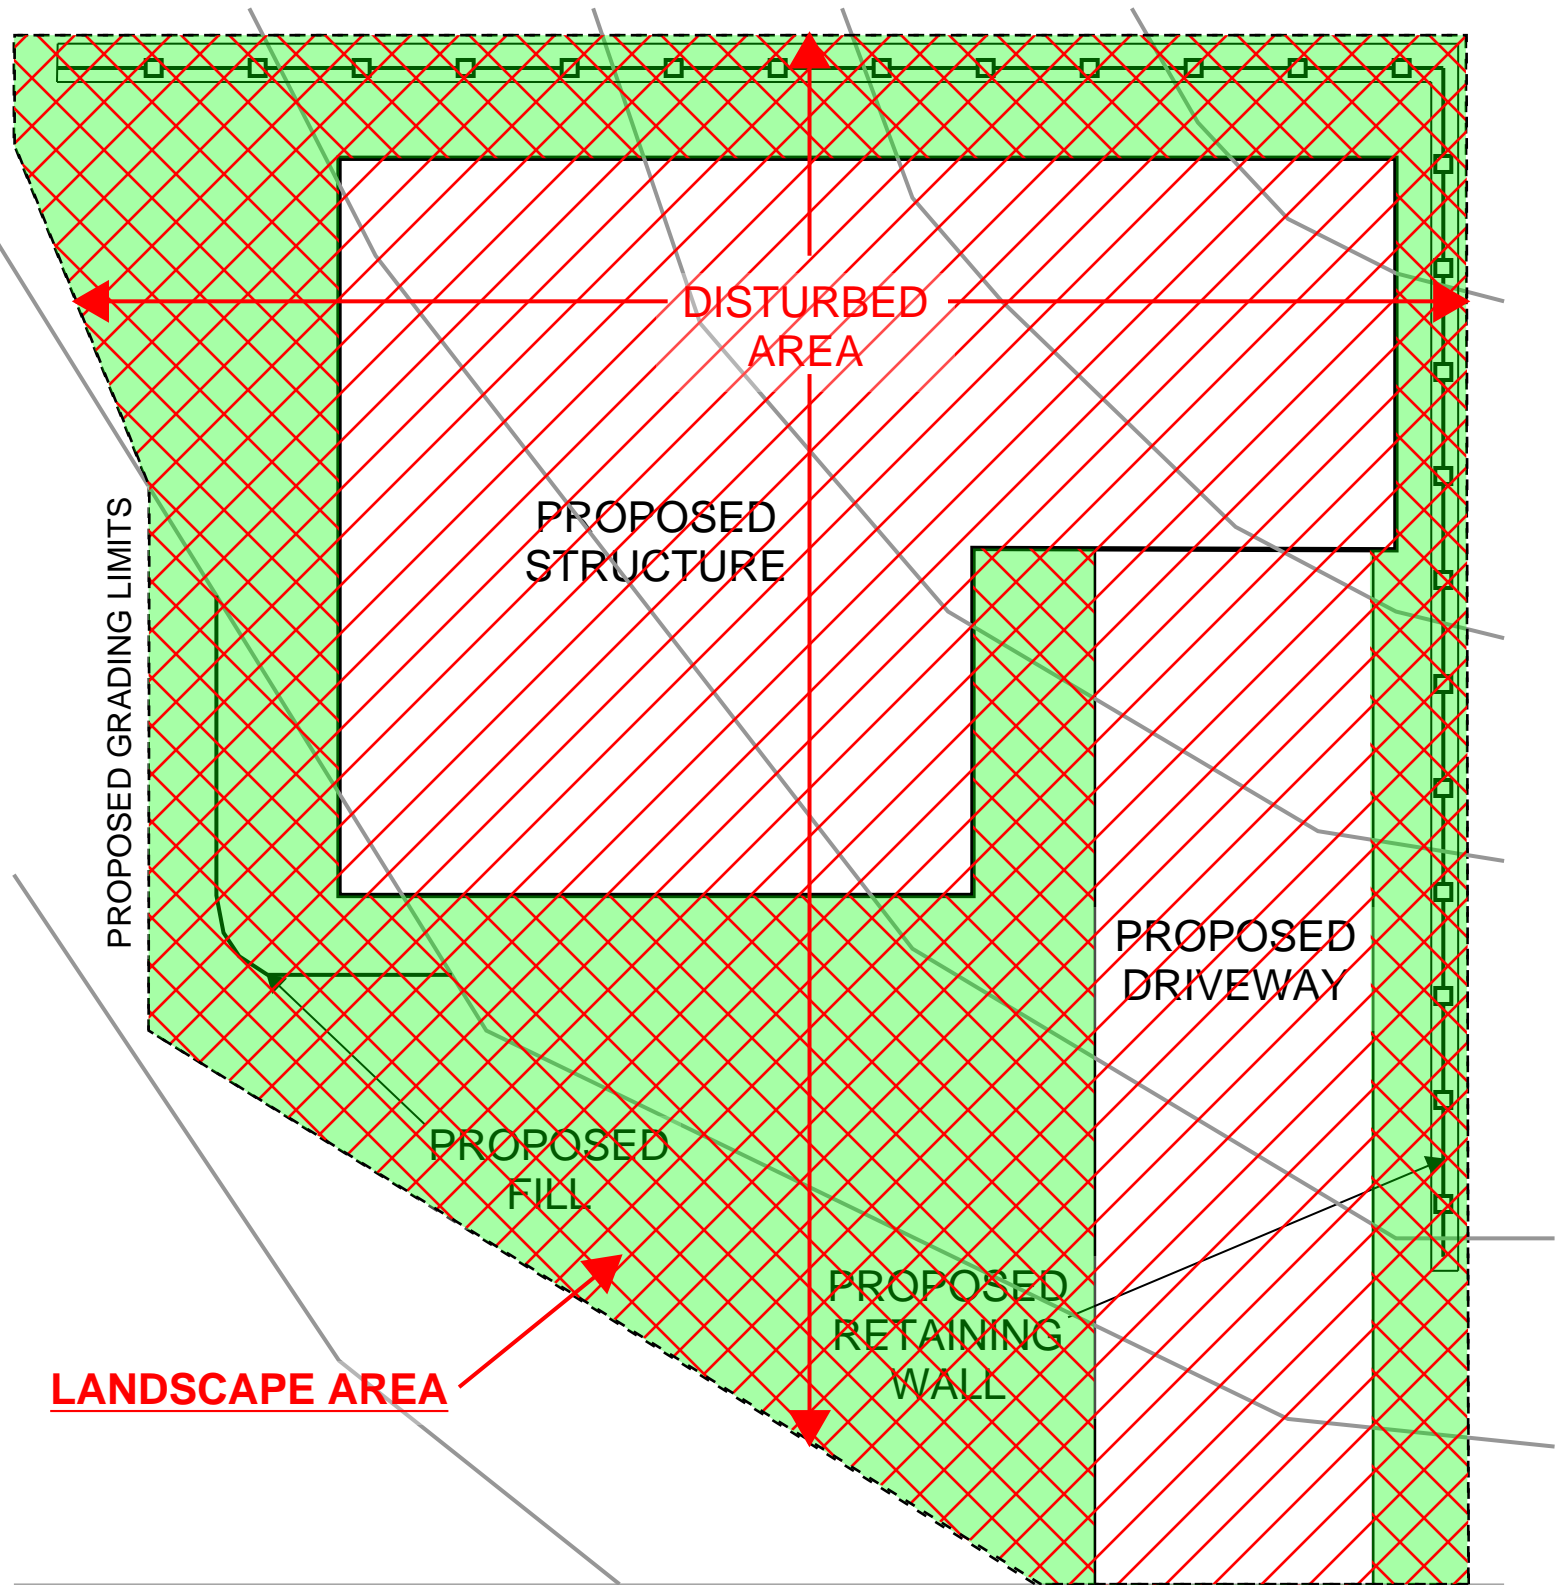 DISTURBED
AREA
PROPOSED
STRUCTURE
PROPOSED GRADING LIMITS
PROPOSED
DRIVEWAY
PROPOSED
FILL
PROPOSED
RETAINING
WALL
LANDSCAPE AREA